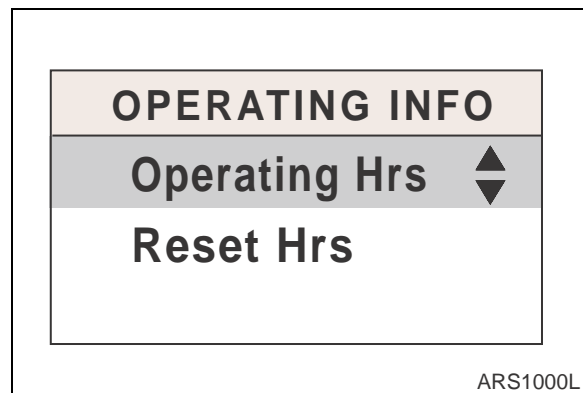 OPERATING INFO
Operating Hrs
Reset Hrs
ARS1000L